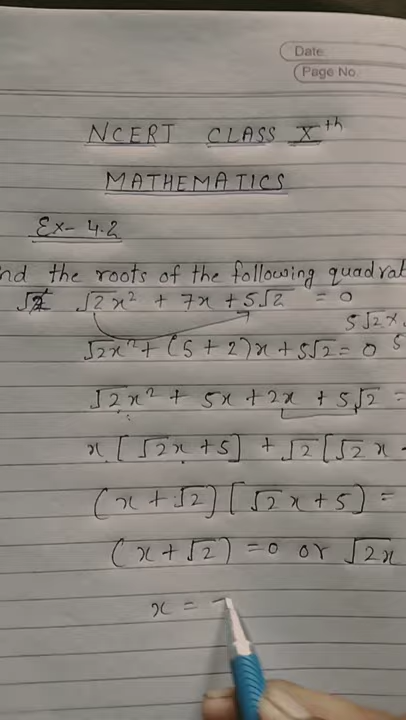 Date
Page No
NCERT CLASS Xth
MATHEMATICS
Ex- 4.2
nd the roots of the following quadrat
√2x² + 7x + 5√2 = 0
5√2x
√2x² + (5 + 2)x + 5√2 = 0 5
√2x² + 5x + 2x + 5√2 =
x [√2x + 5] + √2 [√2x
(x + √2) [√2x + 5] =
(x + √2) = 0 or √2x
x = -